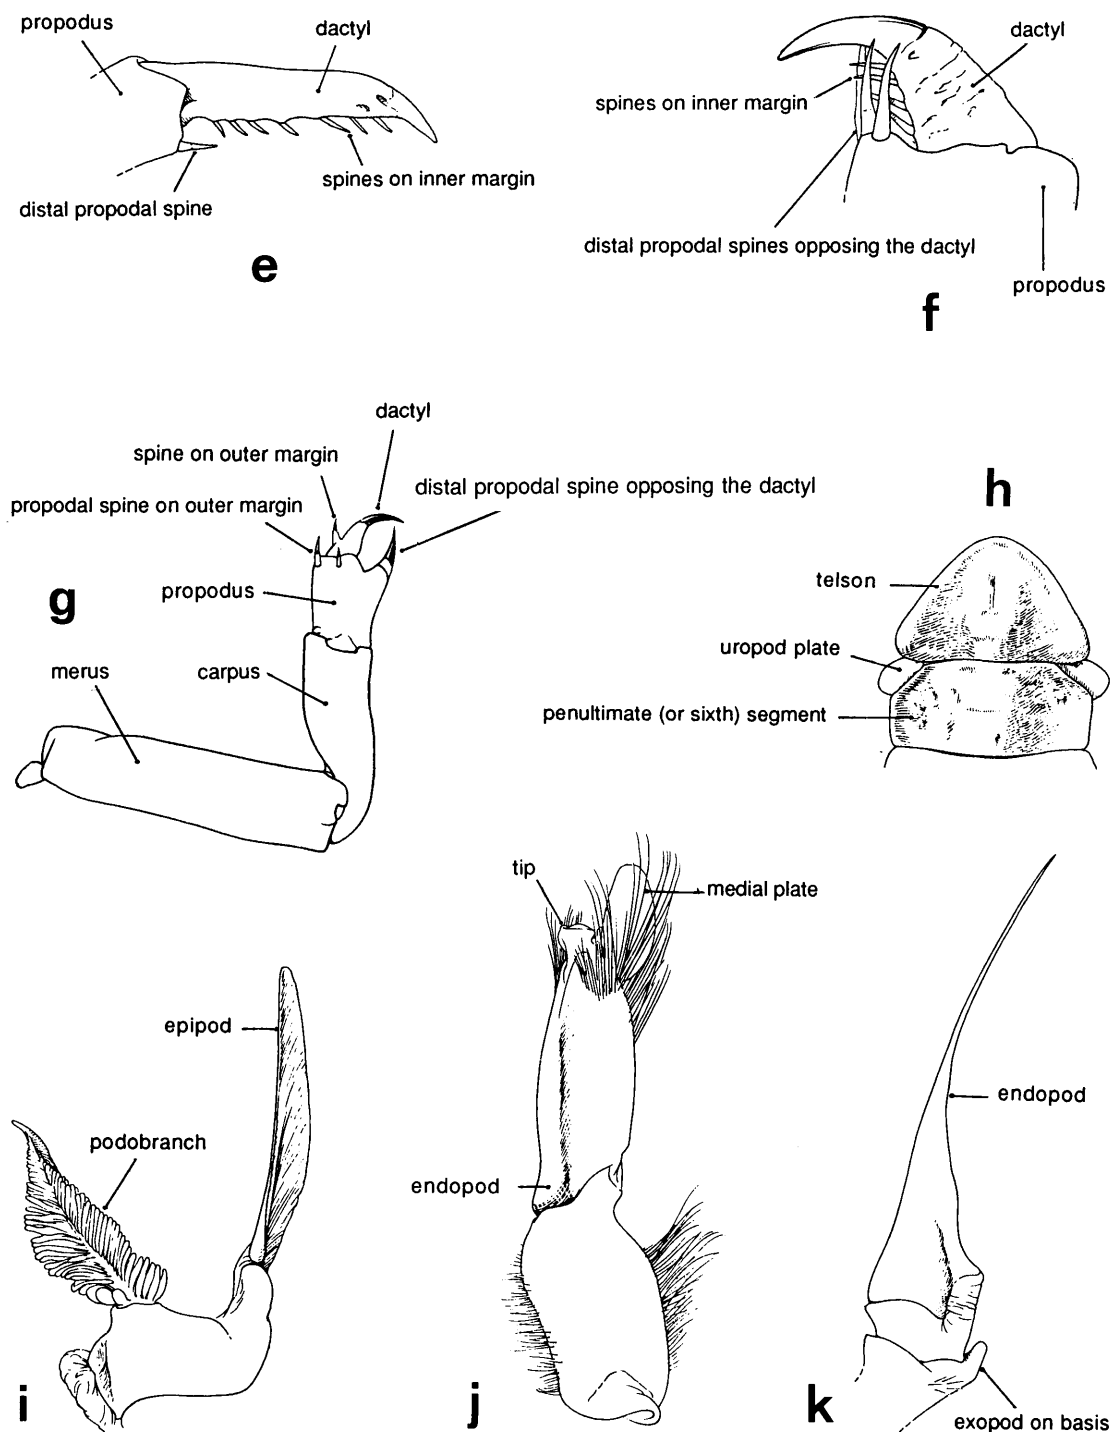 propodus
dactyl
spines on inner margin
distal propodal spine
e
dactyl
spines on inner margin
distal propodal spines opposing the dactyl
propodus
f
dactyl
spine on outer margin
propodal spine on outer margin
distal propodal spine opposing the dactyl
propodus
g
merus
carpus
h
telson
uropod plate
penultimate (or sixth) segment
epipod
podobranch
i
tip
medial plate
endopod
j
endopod
k
exopod on basis